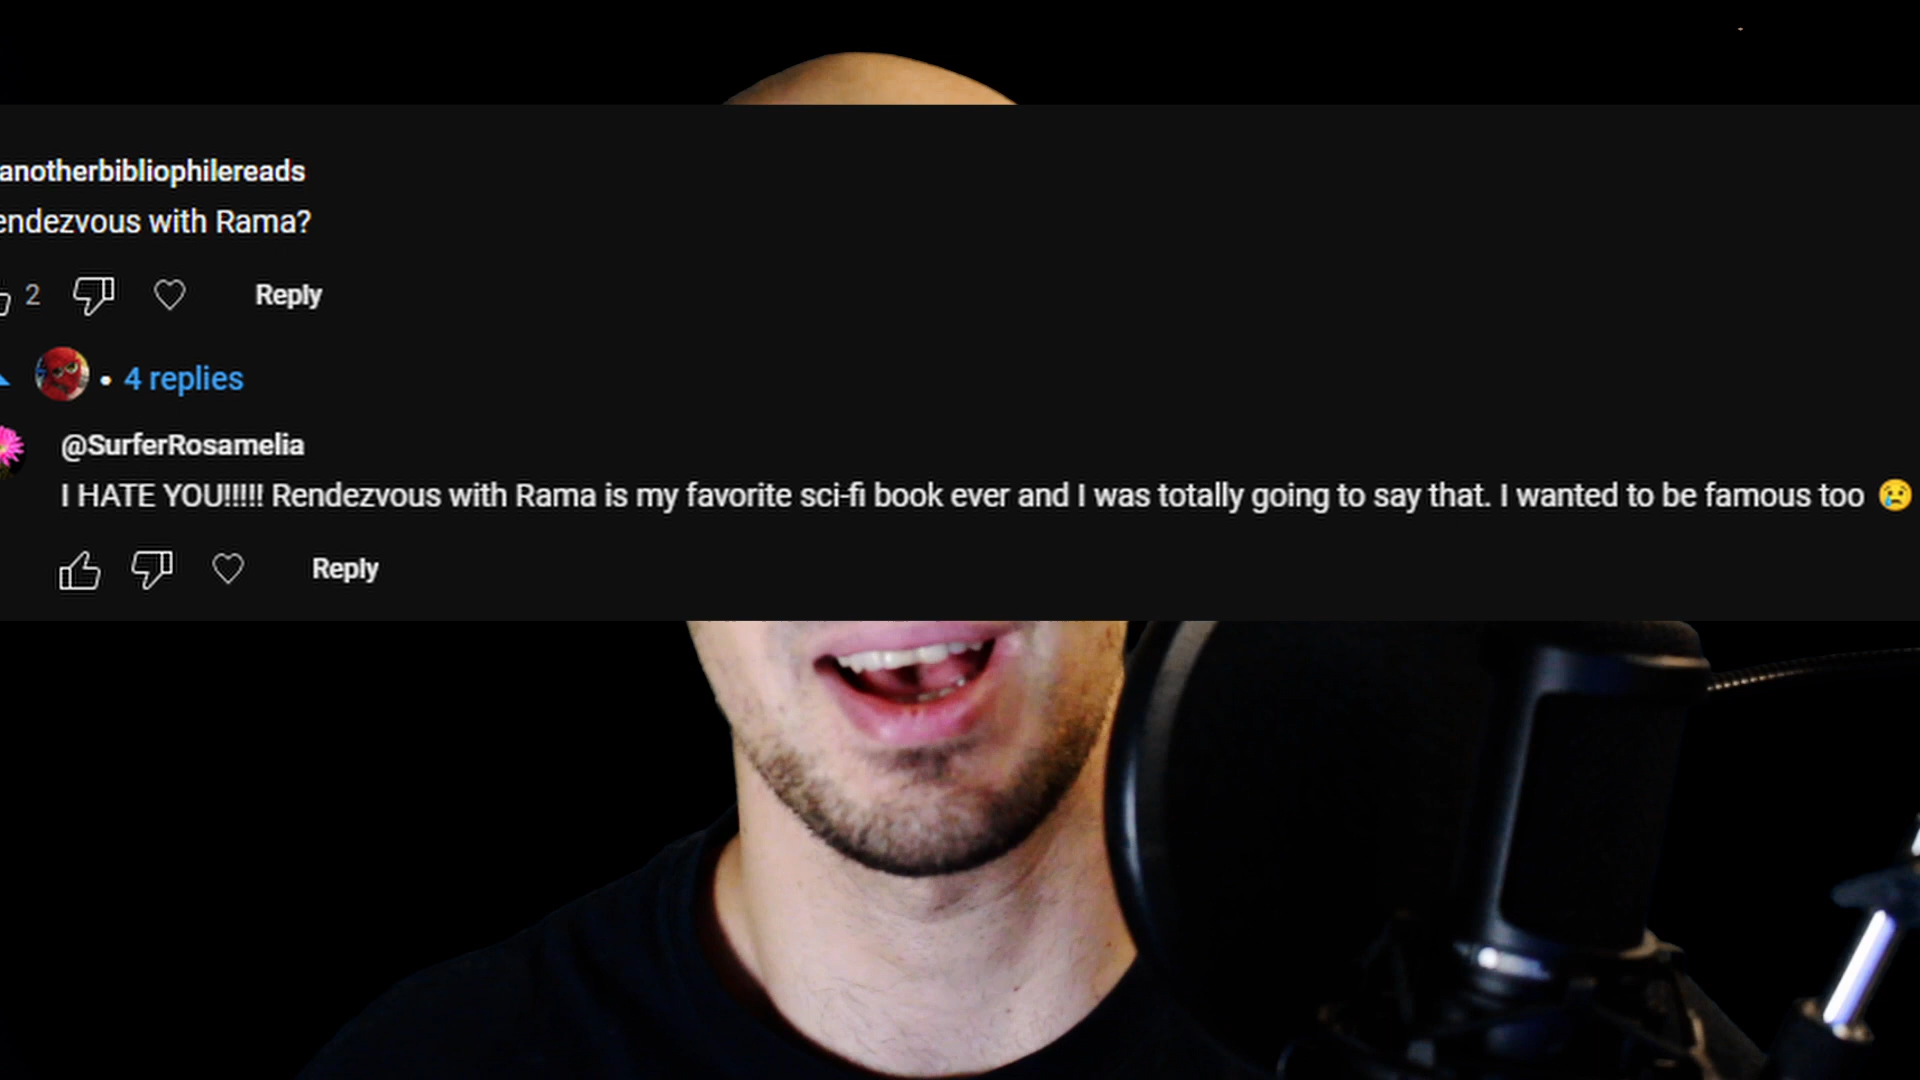 anotherbibliophilereads
endezvous with Rama?
2 Reply
• 4 replies
@SurferRosamelia
I HATE YOU!!!!! Rendezvous with Rama is my favorite sci-fi book ever and I was totally going to say that. I wanted to be famous too 😢
Reply